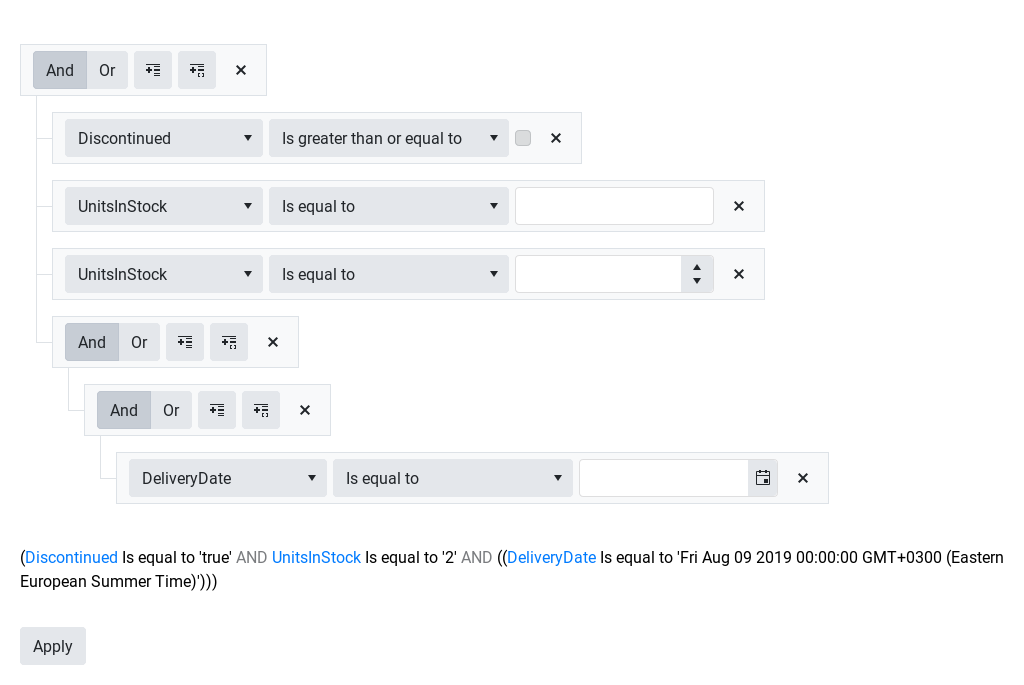 And Or
Discontinued Is greater than or equal to
UnitsInStock Is equal to
UnitsInStock Is equal to
And Or
And Or
DeliveryDate Is equal to
(Discontinued Is equal to 'true' AND UnitsInStock Is equal to '2' AND ((DeliveryDate Is equal to 'Fri Aug 09 2019 00:00:00 GMT+0300 (Eastern
European Summer Time)')))
Apply